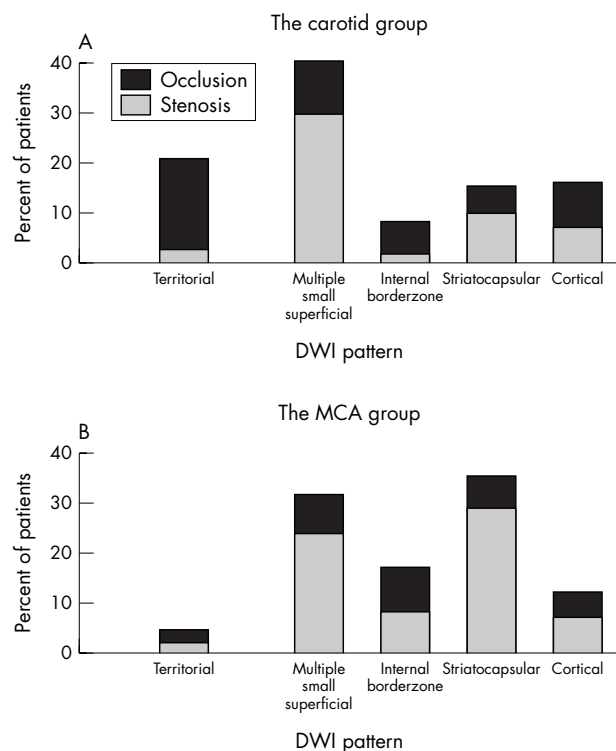 The carotid group
A
Occlusion
Stenosis
Percent of patients
40
30
20
10
0
Territorial
Multiple
small
superficial
Internal
borderzone
Striatocapsular
Cortical
DWI pattern
The MCA group
B
Percent of patients
40
30
20
10
0
Territorial
Multiple
small
superficial
Internal
borderzone
Striatocapsular
Cortical
DWI pattern